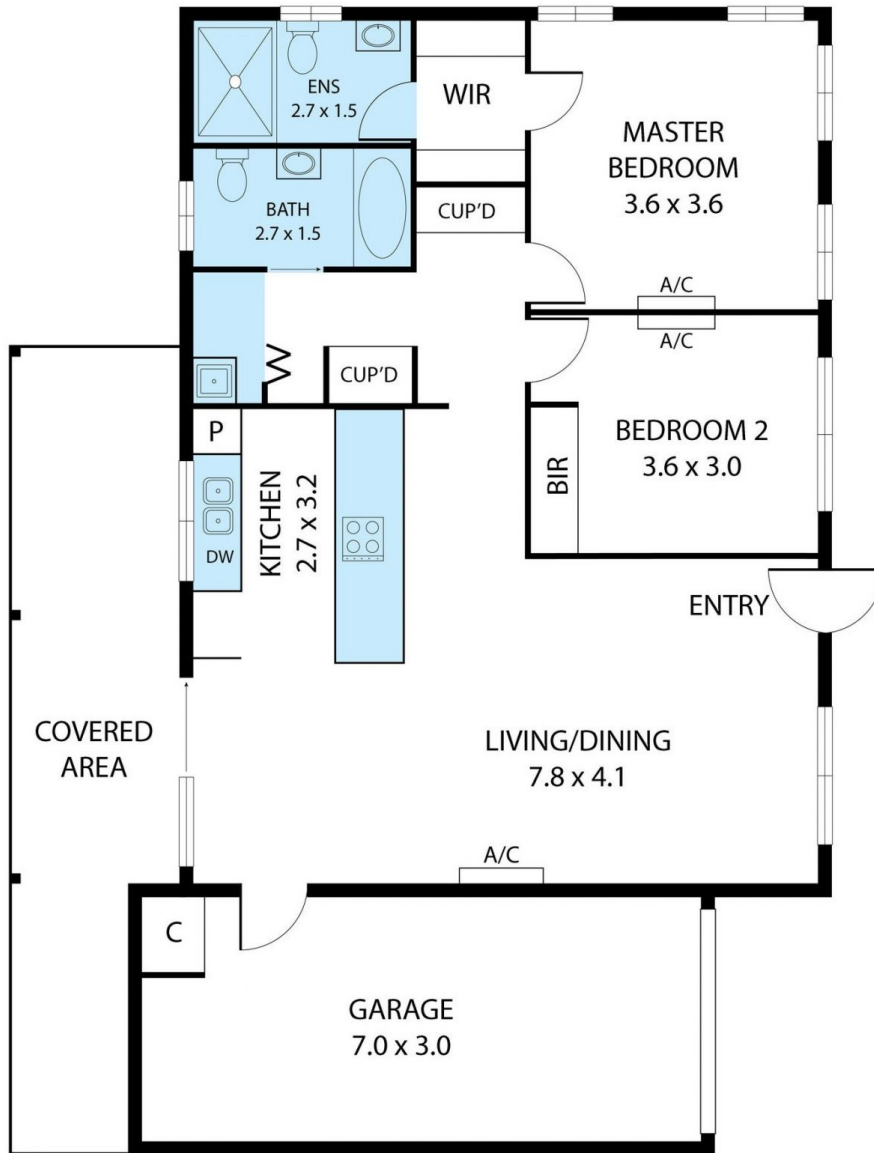 ENS
2.7 x 1.5
WIR
MASTER
BEDROOM
3.6 x 3.6
BATH
2.7 x 1.5
CUP'D
A/C
A/C
CUP'D
P
BEDROOM 2
3.6 x 3.0
BIR
KITCHEN
2.7 x 3.2
DW
ENTRY
COVERED
AREA
LIVING/DINING
7.8 x 4.1
A/C
C
GARAGE
7.0 x 3.0